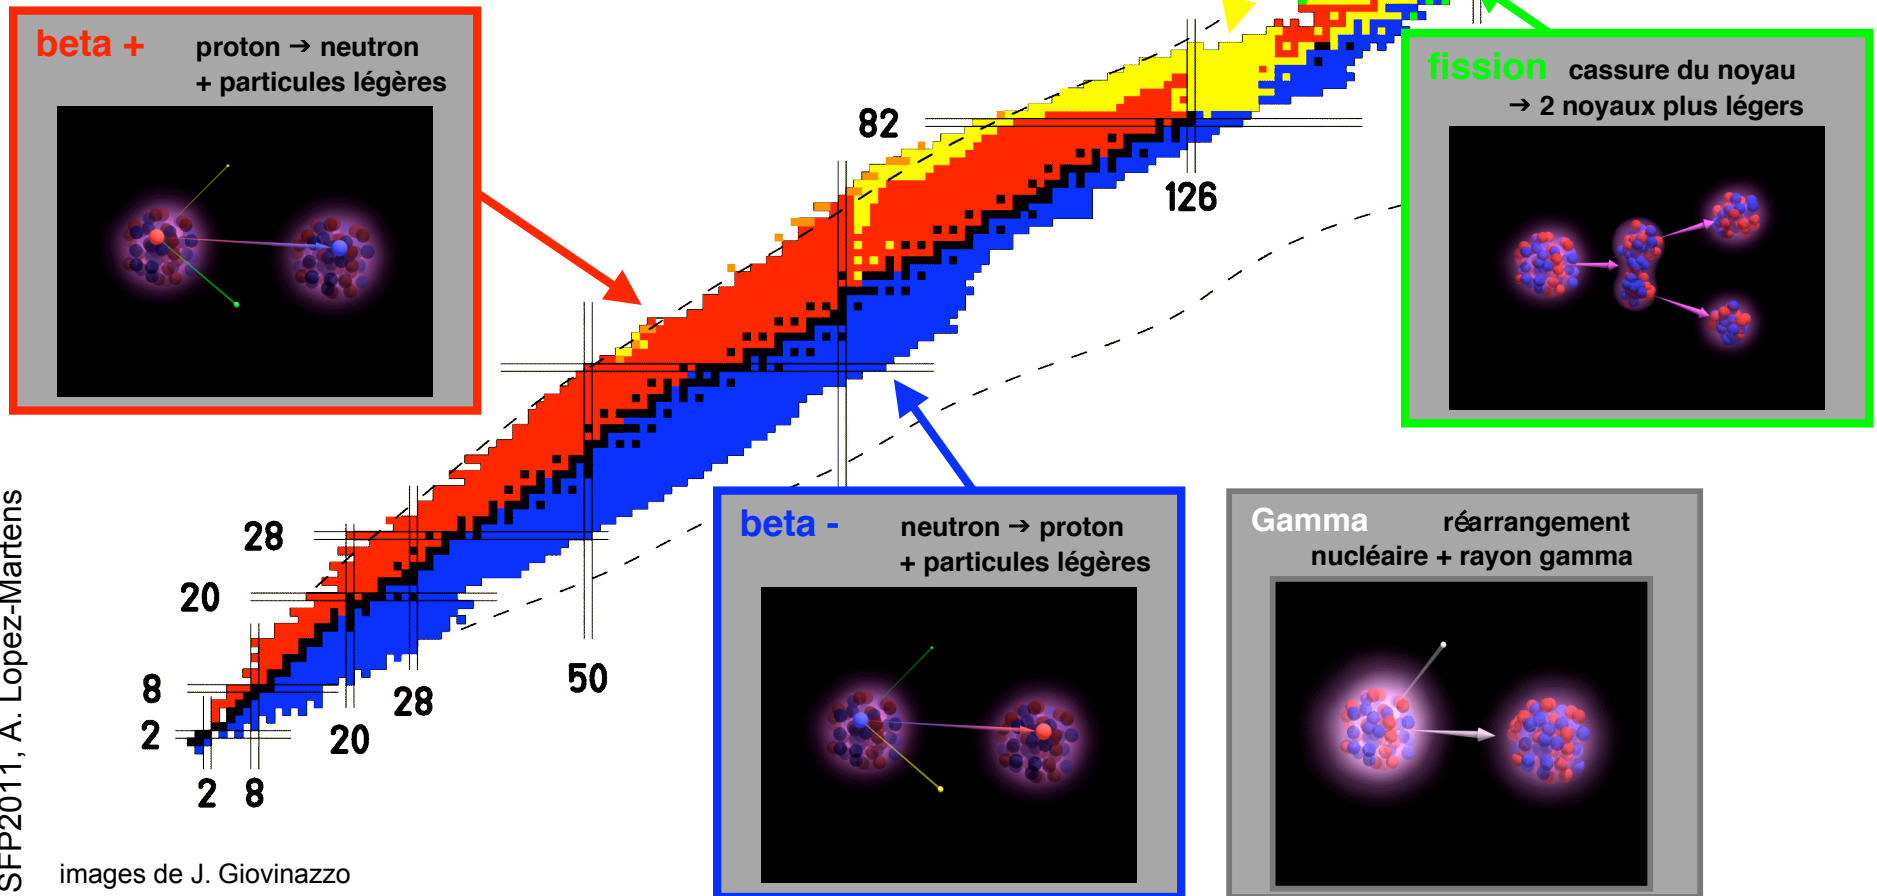 beta +
proton → neutron
+ particules légères
fission
cassure du noyau
→ 2 noyaux plus légers
82
126
28
20
8
2
50
28
20
2
8
beta -
neutron → proton
+ particules légères
Gamma
réarrangement
nucléaire + rayon gamma
SFP2011, A. Lopez-Martens
images de J. Giovinazzo